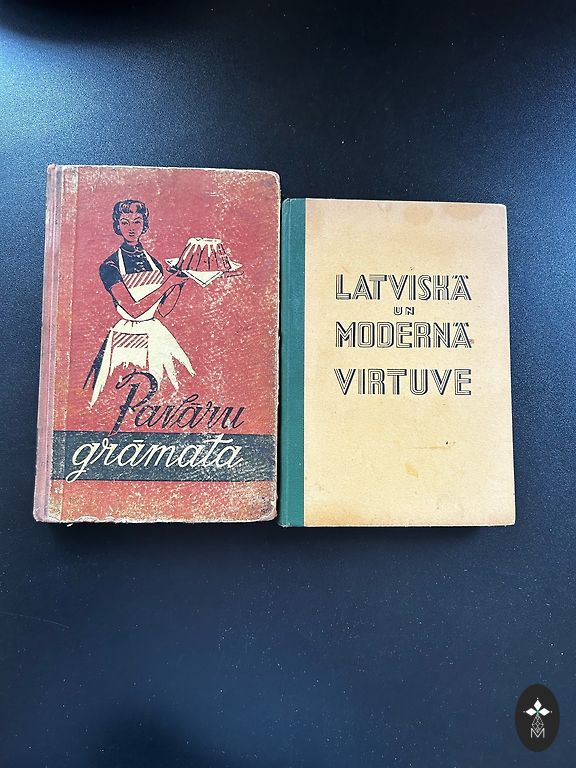 Pavāru
grāmata
LATVISKĀ
UN
MODERNĀ
VIRTUVE
M